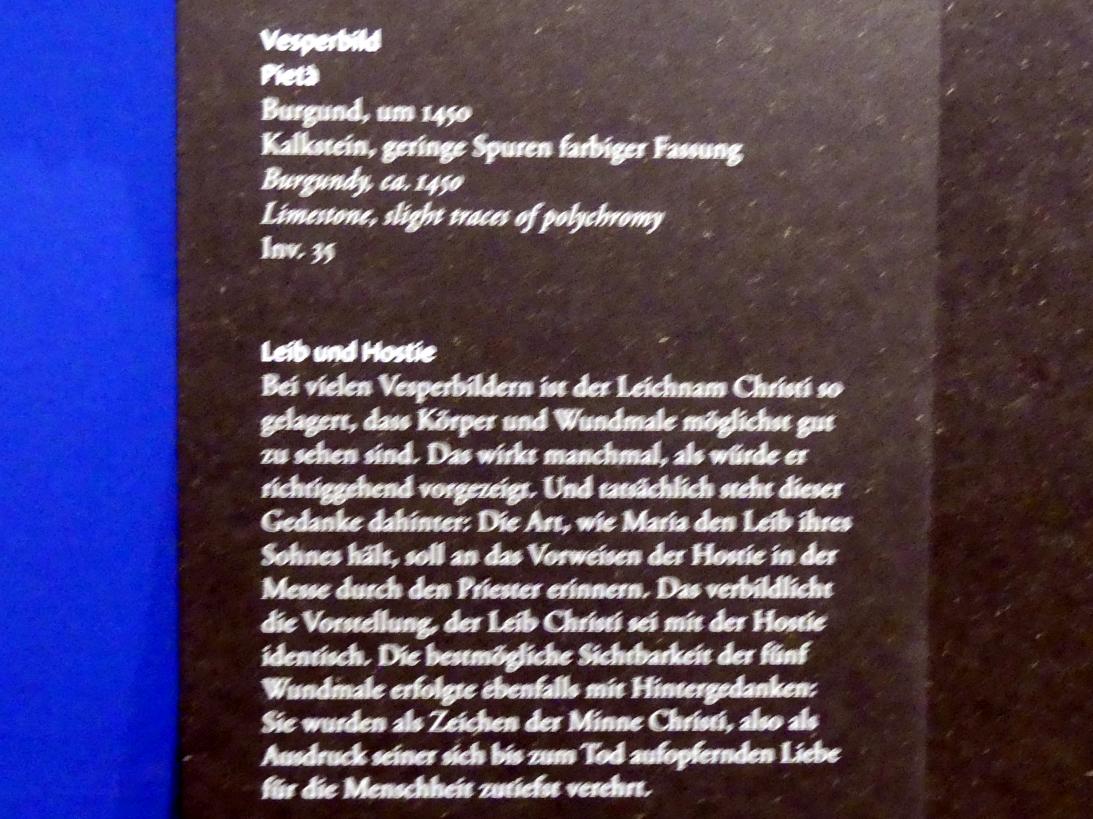 Vesperbild
Pietà
Burgund, um 1450
Kalkstein, geringe Spuren farbiger Fassung
Burgundy, ca. 1450
Limestone, slight traces of polychromy
Inv. 35
Leib und Hostie
Bei vielen Vesperbildern ist der Leichnam Christi so
gelagert, dass Körper und Wundmale möglichst gut
zu sehen sind. Das wirkt manchmal, als würde er
richtiggehend vorgezeigt. Und tatsächlich steht dieser
Gedanke dahinter: Die Art, wie Maria den Leib ihres
Sohnes hält, soll an das Vorweisen der Hostie in der
Messe durch den Priester erinnern. Das verbildlicht
die Vorstellung, der Leib Christi sei mit der Hostie
identisch. Die bestmögliche Sichtbarkeit der fünf
Wundmale erfolgte ebenfalls mit Hintergedanken:
Sie wurden als Zeichen der Minne Christi, also als
Ausdruck seiner sich bis zum Tod aufopfernden Liebe
für die Menschheit zutiefst verehrt.